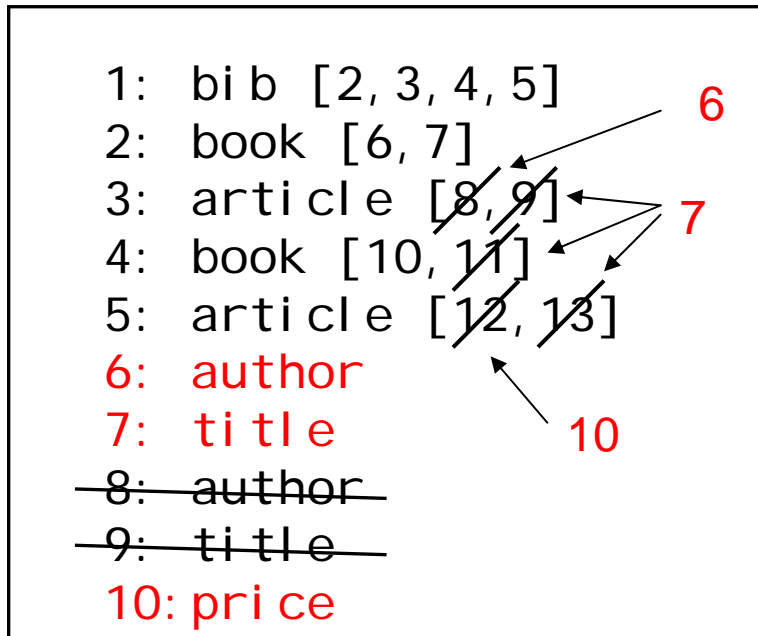 1: bib [2,3,4,5]
6
2: book [6,7]
3: article [8,9]
7
4: book [10,11]
5: article [12,13]
6: author
7: title
10
8: author
9: title
10: price